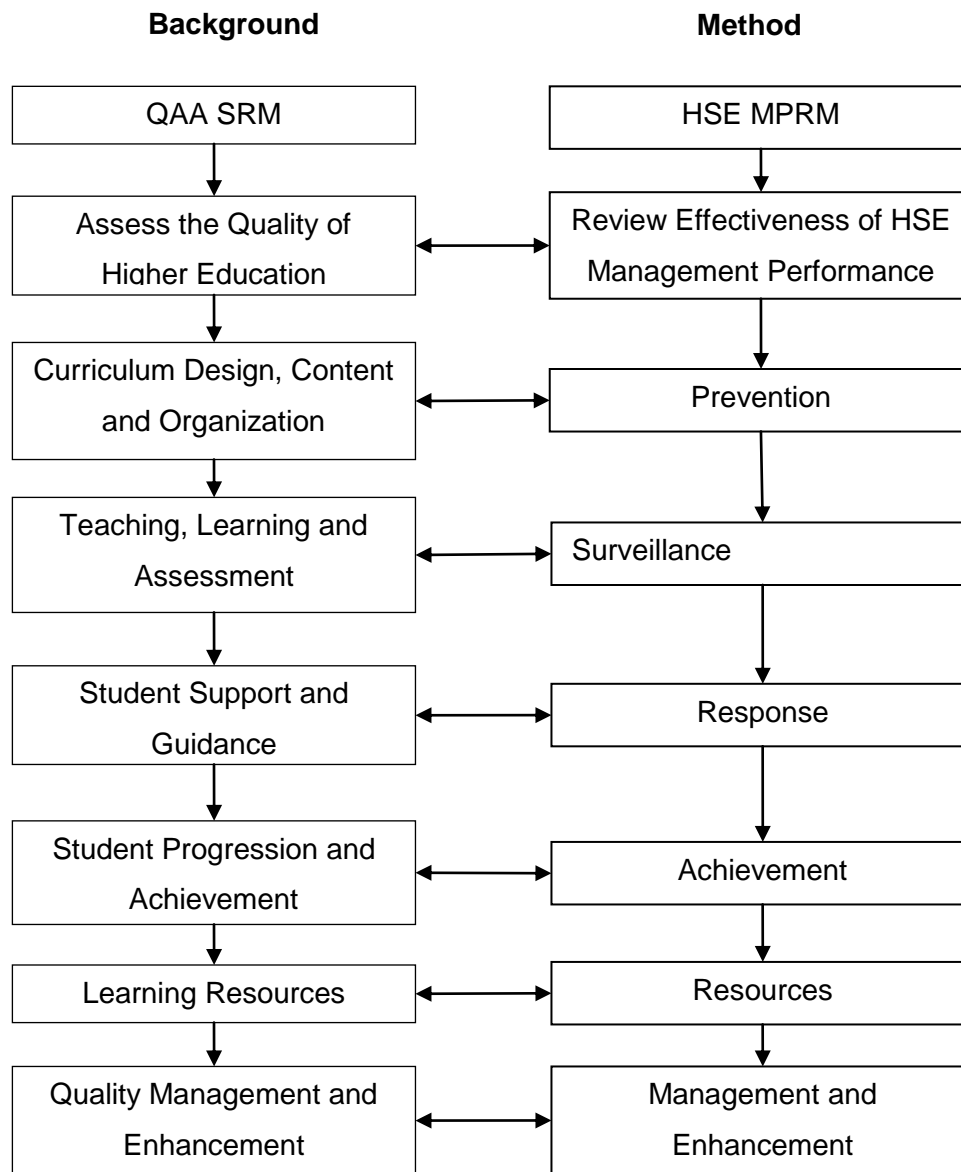 Background
Method
QAA SRM
HSE MPRM
Assess the Quality of
Higher Education
Review Effectiveness of HSE
Management Performance
Curriculum Design, Content
and Organization
Prevention
Teaching, Learning and
Assessment
Surveillance
Student Support and
Guidance
Response
Student Progression and
Achievement
Achievement
Learning Resources
Resources
Quality Management and
Enhancement
Management and
Enhancement